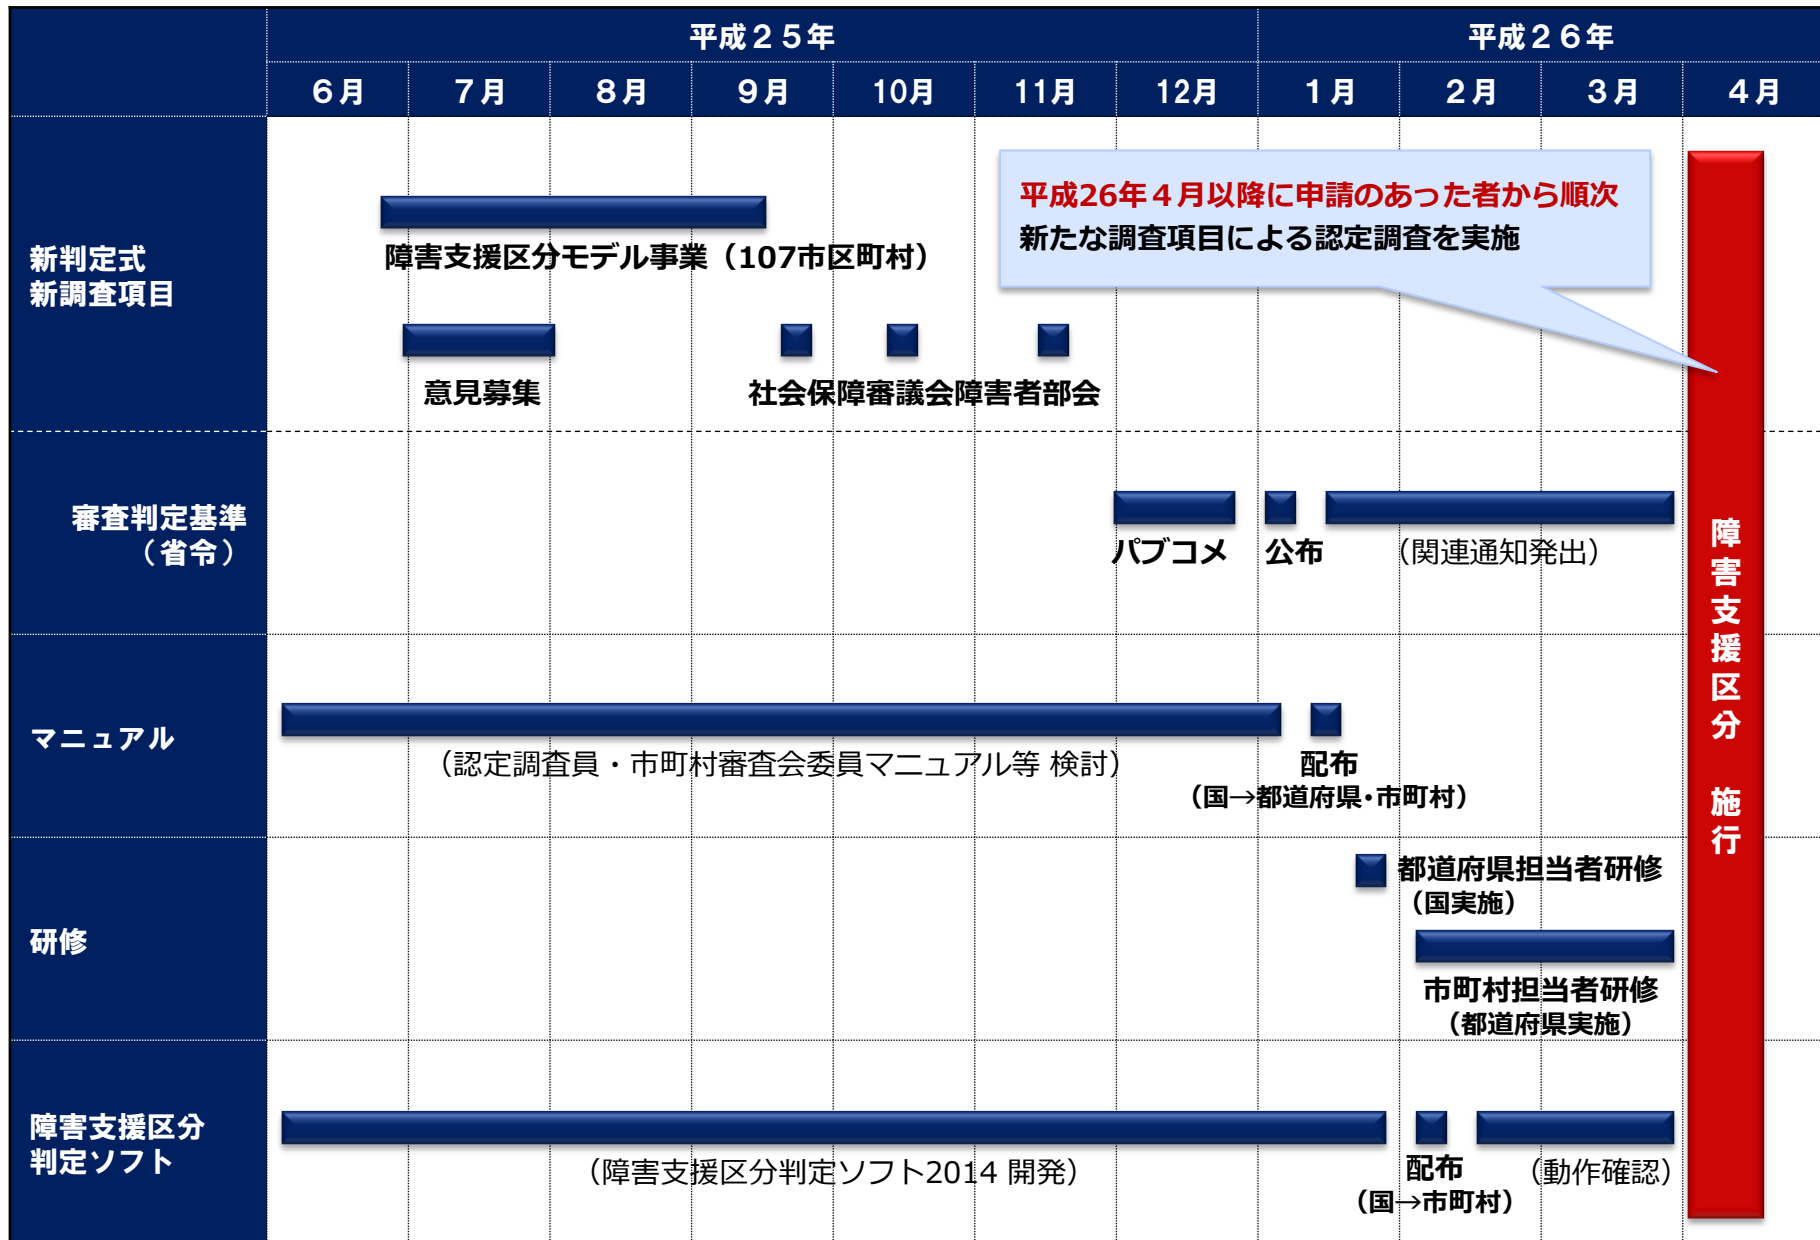 平成２５年
平成２６年
６月
７月
８月
９月
10月
11月
12月
１月
２月
３月
４月
新判定式
新調査項目
障害支援区分モデル事業（107市区町村）
意見募集
社会保障審議会障害者部会
平成26年４月以降に申請のあった者から順次
新たな調査項目による認定調査を実施
審査判定基準
（省令）
パブコメ
公布
（関連通知発出）
マニュアル
（認定調査員・市町村審査会委員マニュアル等 検討）
配布
（国→都道府県・市町村）
研修
都道府県担当者研修
（国実施）
市町村担当者研修
（都道府県実施）
障害支援区分
判定ソフト
（障害支援区分判定ソフト2014 開発）
配布
（国→市町村）
（動作確認）
障害支援区分　施行